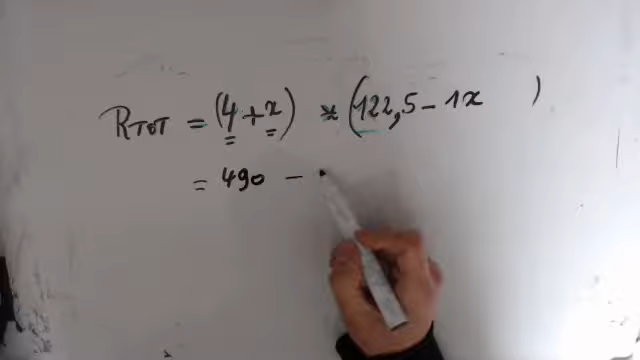 RTOT = (4+x) * (122,5 - 1x )
= 490 -